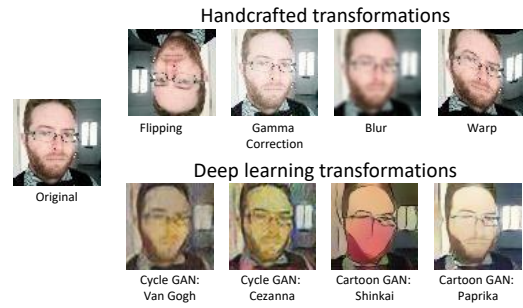 Handcrafted transformations
Flipping
Gamma
Correction
Blur
Warp
Original
Deep learning transformations
Cycle GAN:
Van Gogh
Cycle GAN:
Cezanna
Cartoon GAN:
Shinkai
Cartoon GAN:
Paprika